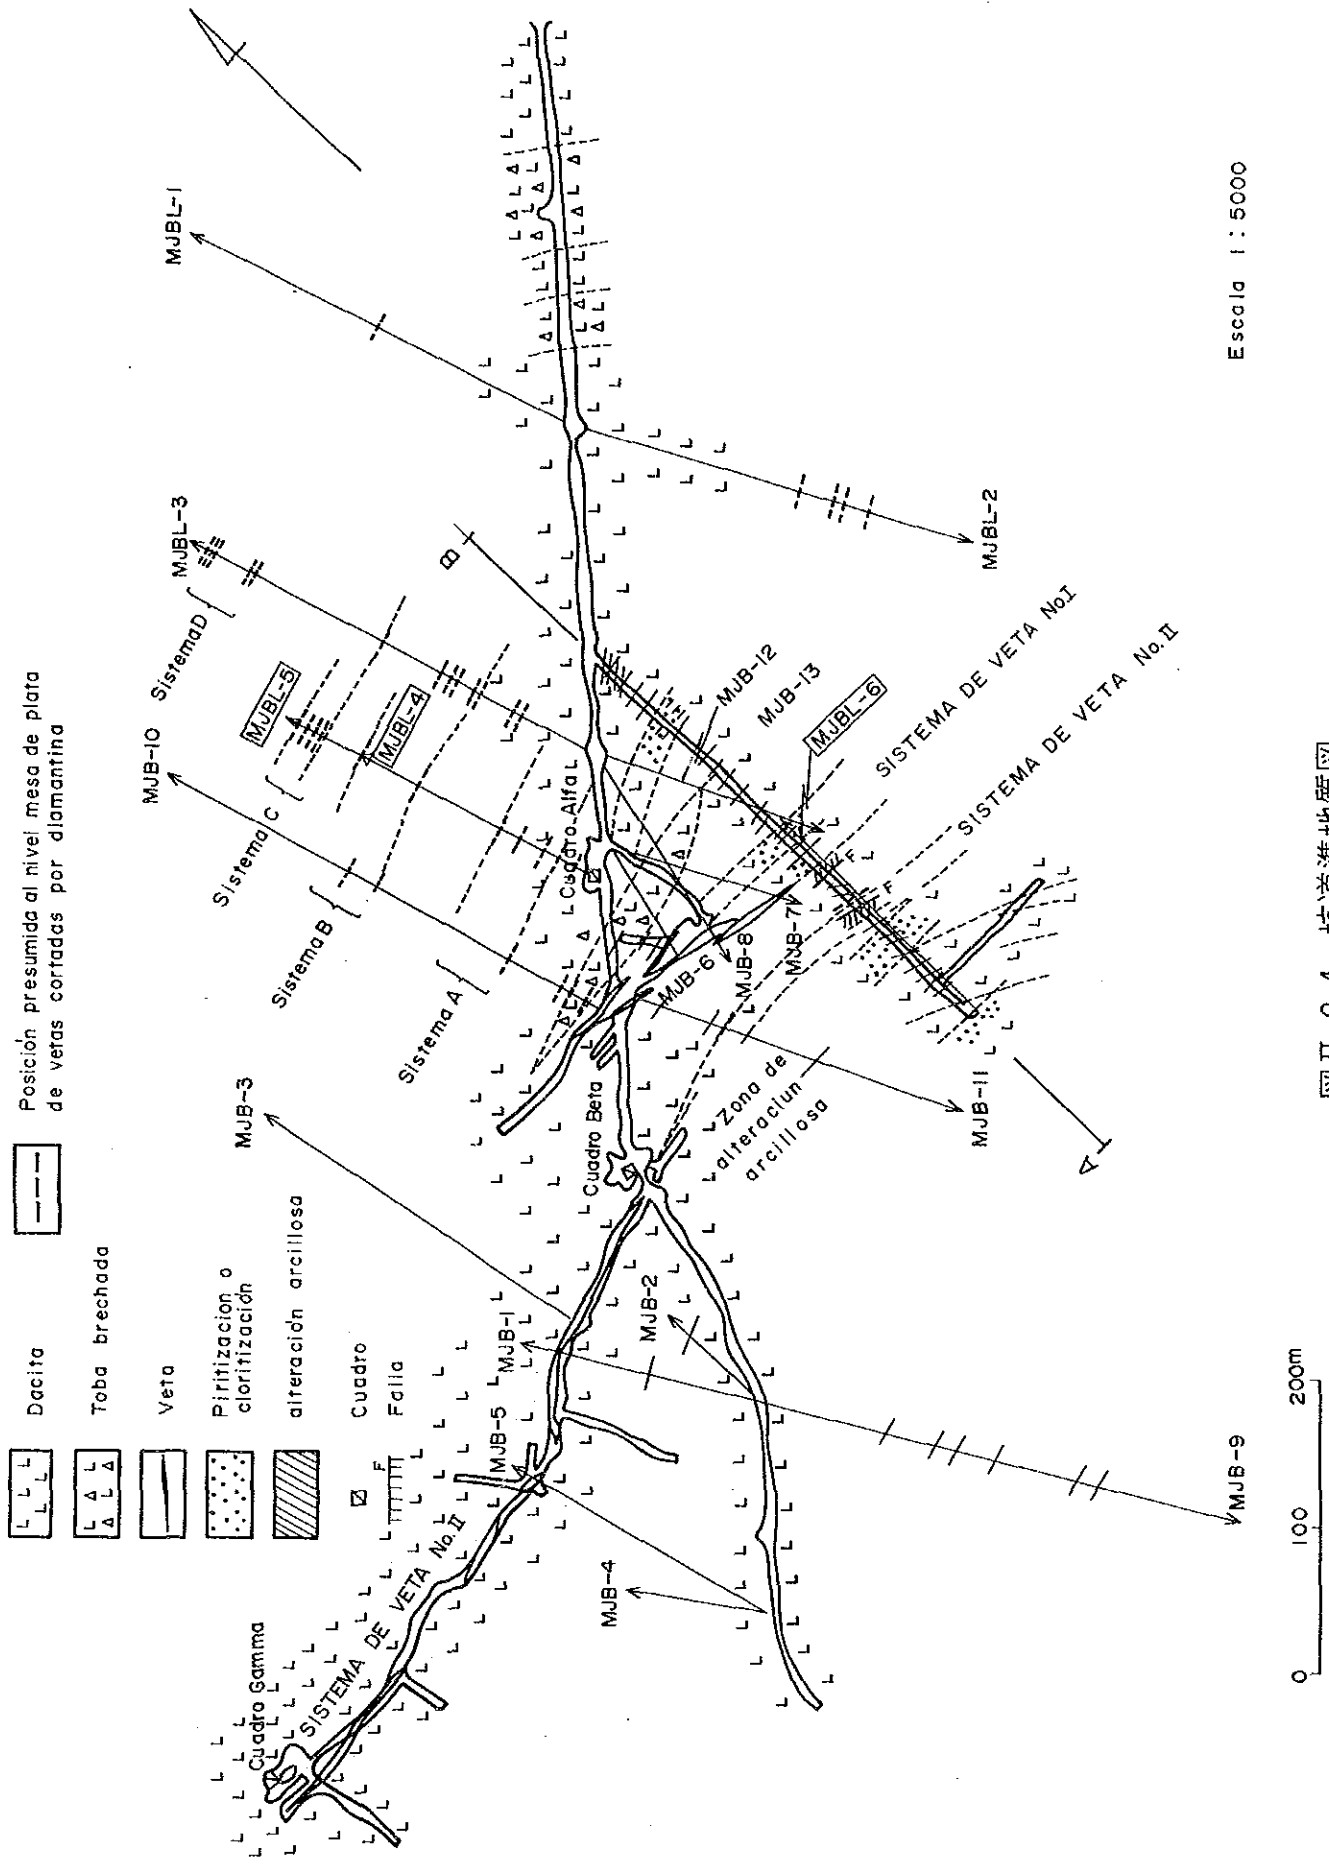 Dacita
Toba brechada
Veta
Piritizacion o
cloritización
alteración arcillosa
Cuadro
Falla
F
Posición presumida al nivel mesa de plata
de vetas cortadas por diamantina
Cuadro Gamma
SISTEMA DE VETA No.II
MJB-5
MJB-1
MJB-3
MJB-4
MJB-2
MJB-9
Cuadro Beta
Zona de
alteraciun
arcillosa
MJB-11
A
Sistema A
Sistema B
Sistema C
Sistema D
MJB-10
MJBL-5
MJBL-4
MJBL-3
MJBL-1
B
Cuadro Alfa
MJB-6
MJB-8
MJB-7
MJB-12
MJB-13
MJBL-6
SISTEMA DE VETA No.I
SISTEMA DE VETA No.II
F
F
MJBL-2
Escala 1:5000
0 100 200m